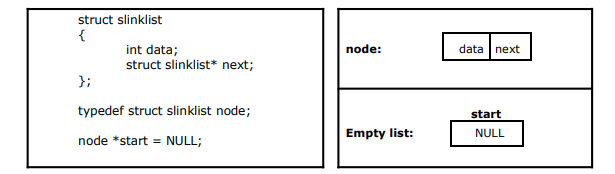 struct slinklist
{
int data;
struct slinklist* next;
};
typedef struct slinklist node;
node *start = NULL;
node:
data next
start
Empty list:
NULL